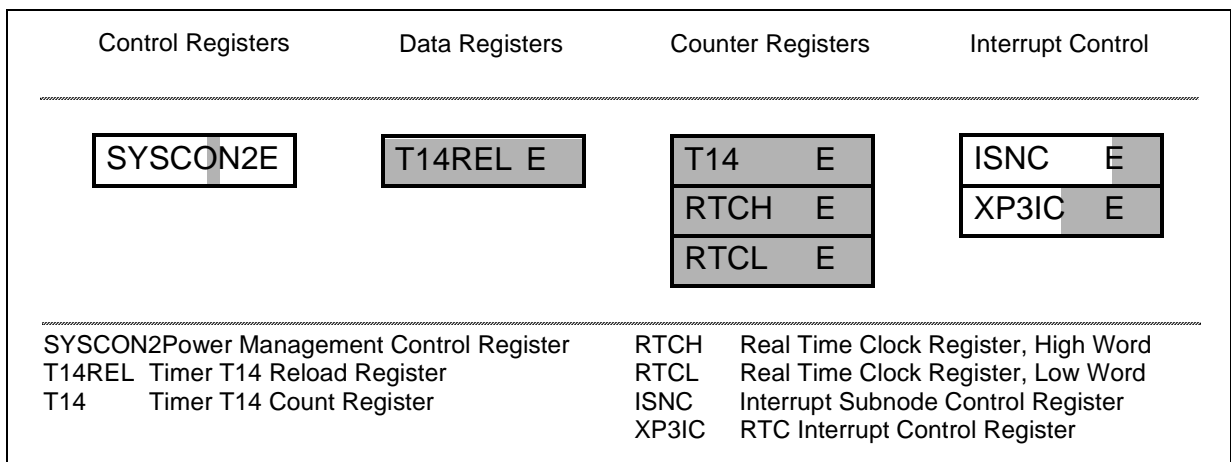 Control Registers Data Registers Counter Registers Interrupt Control
SYSCON2E T14REL E T14 E ISNC E
RTCH E XP3IC E
RTCL E
SYSCON2Power Management Control Register RTCH Real Time Clock Register, High Word
T14REL Timer T14 Reload Register RTCL Real Time Clock Register, Low Word
T14 Timer T14 Count Register ISNC Interrupt Subnode Control Register
XP3IC RTC Interrupt Control Register